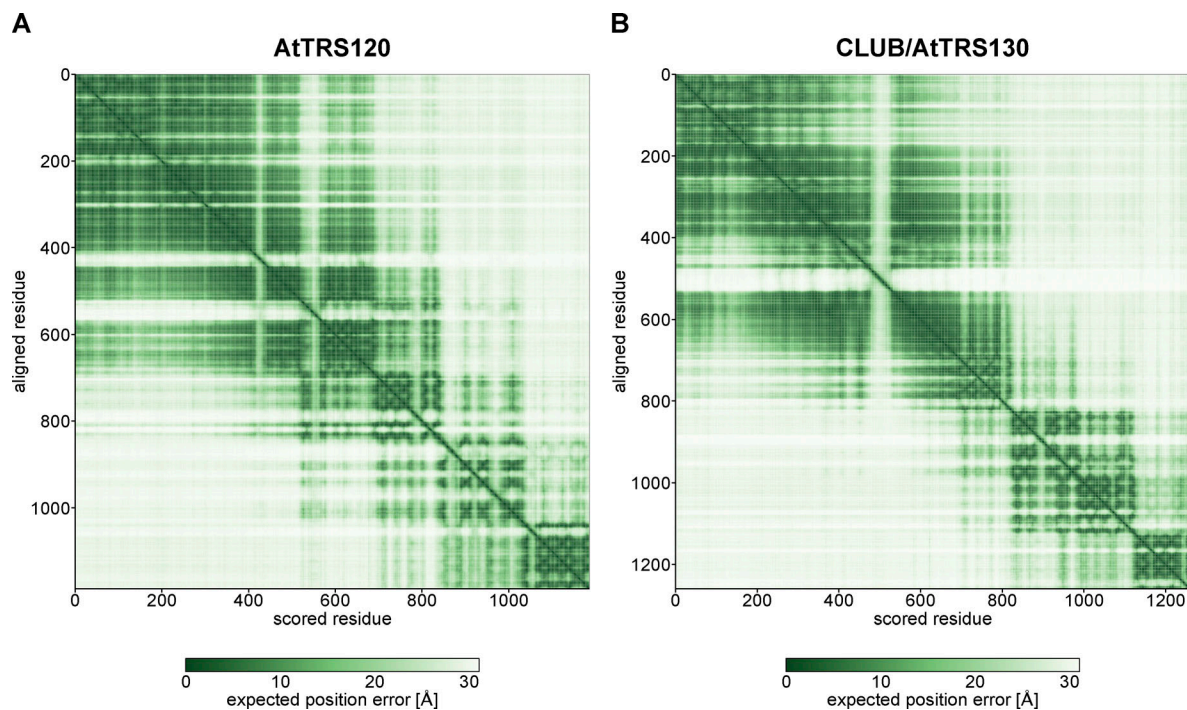 A
AtTRS120
0
200
400
600
800
1000
aligned residue
0 200 400 600 800 1000
scored residue
0 10 20 30
expected position error [Å]
B
CLUB/AtTRS130
0
200
400
600
800
1000
1200
aligned residue
0 200 400 600 800 1000 1200
scored residue
0 10 20 30
expected position error [Å]